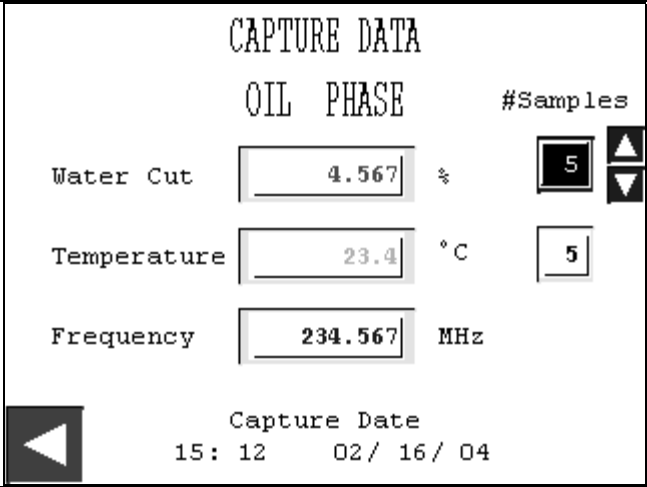 CAPTURE DATA
OIL PHASE
#Samples
Water Cut 4.567 % 5
Temperature 23.4 °C 5
Frequency 234.567 MHz
Capture Date
15: 12 02/ 16/ 04